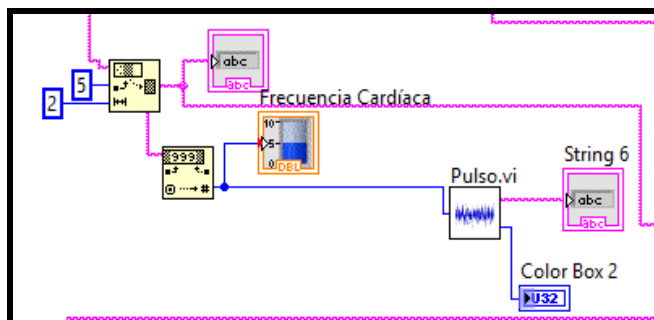 abc
abc
5
2
Frecuencia Cardíaca
10
5
0
DBL
999
#
Pulso.vi
String 6
abc
abc
Color Box 2
U32